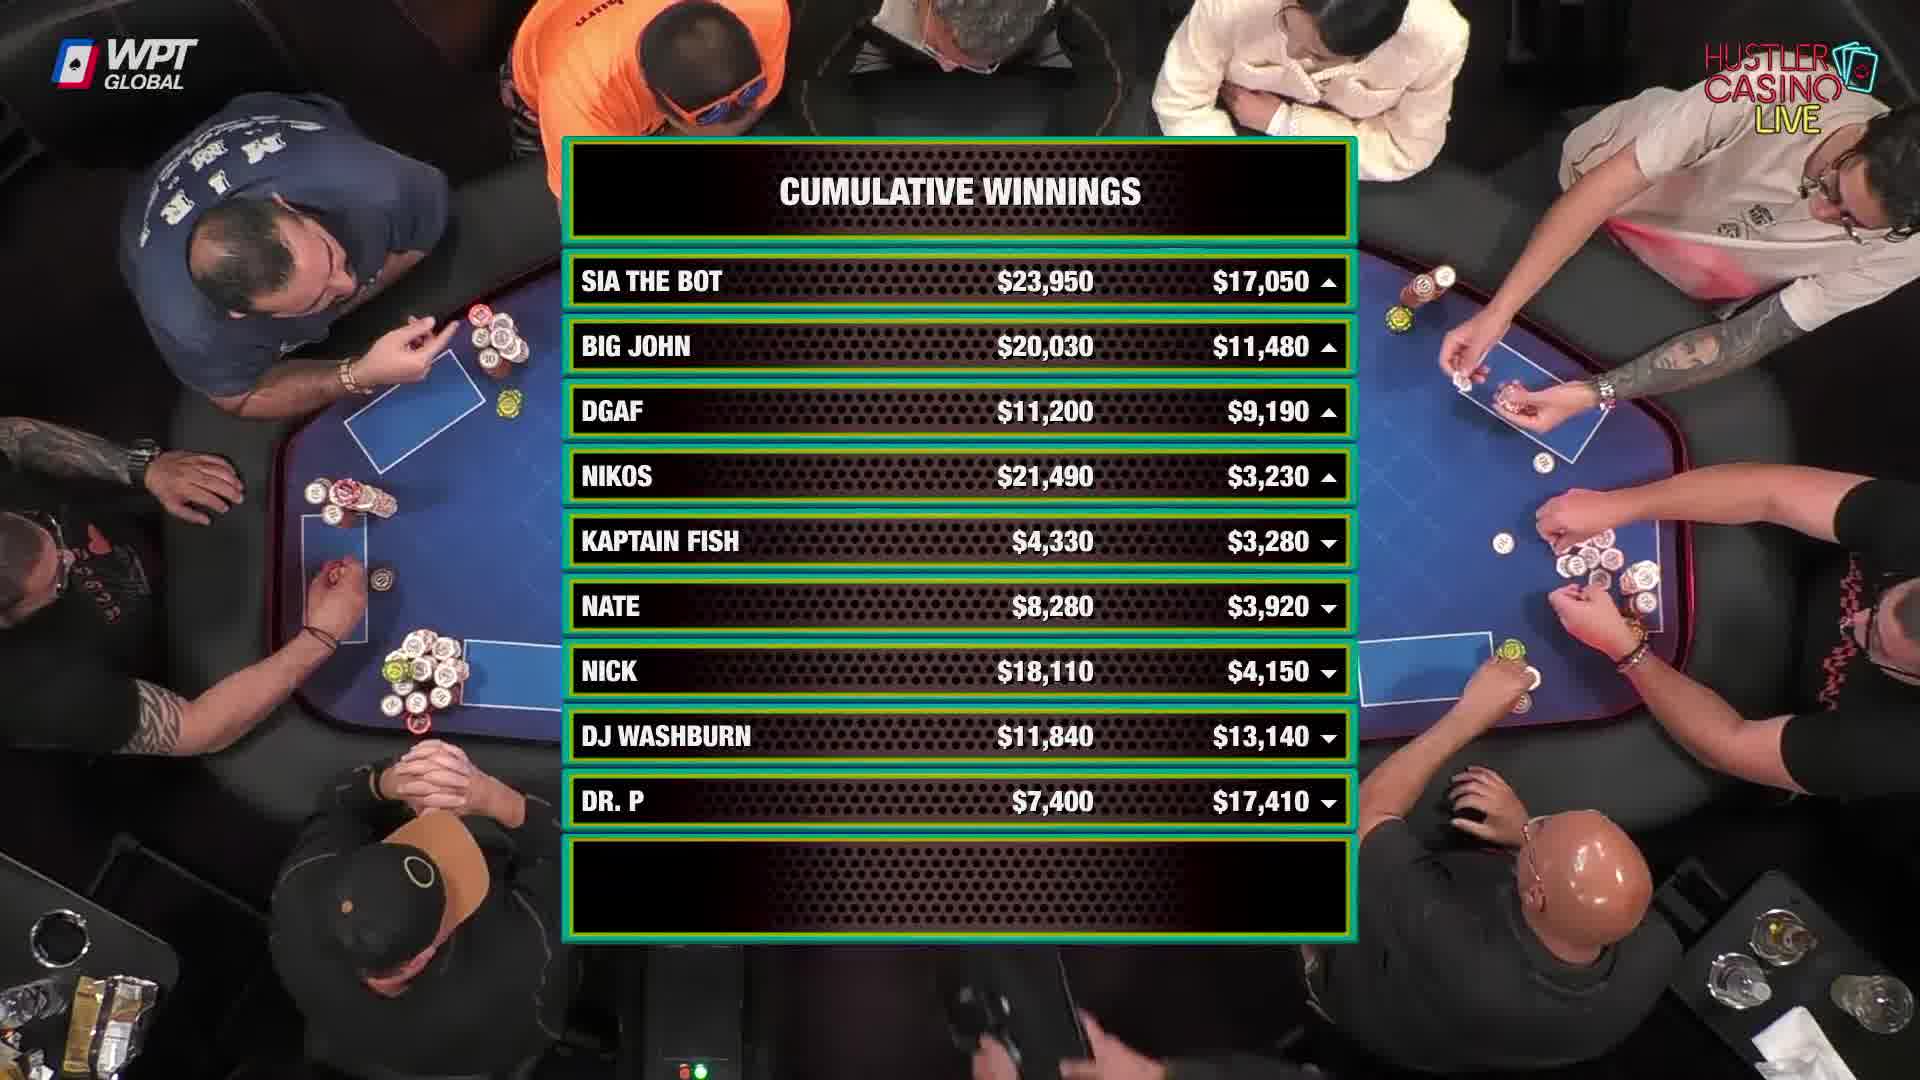 WPT
GLOBAL
HUSTLER
CASINO
LIVE
CUMULATIVE WINNINGS
SIA THE BOT $23,950 $17,050 ▲
BIG JOHN $20,030 $11,480 ▲
DGAF $11,200 $9,190 ▲
NIKOS $21,490 $3,230 ▲
KAPTAIN FISH $4,330 $3,280 ▼
NATE $8,280 $3,920 ▼
NICK $18,110 $4,150 ▼
DJ WASHBURN $11,840 $13,140 ▼
DR. P $7,400 $17,410 ▼